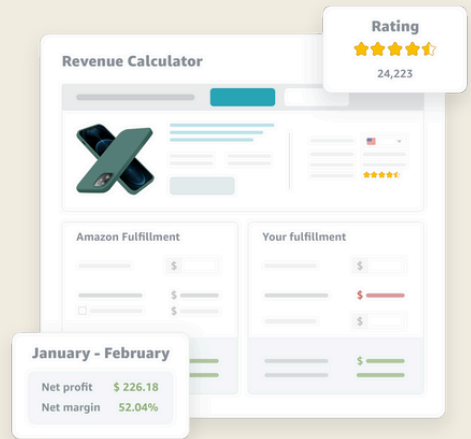 Rating
24,223
Revenue Calculator
Amazon Fulfillment
Your fulfillment
$
$
$
$
$
$
$
January - February
Net profit $ 226.18
Net margin 52.04%